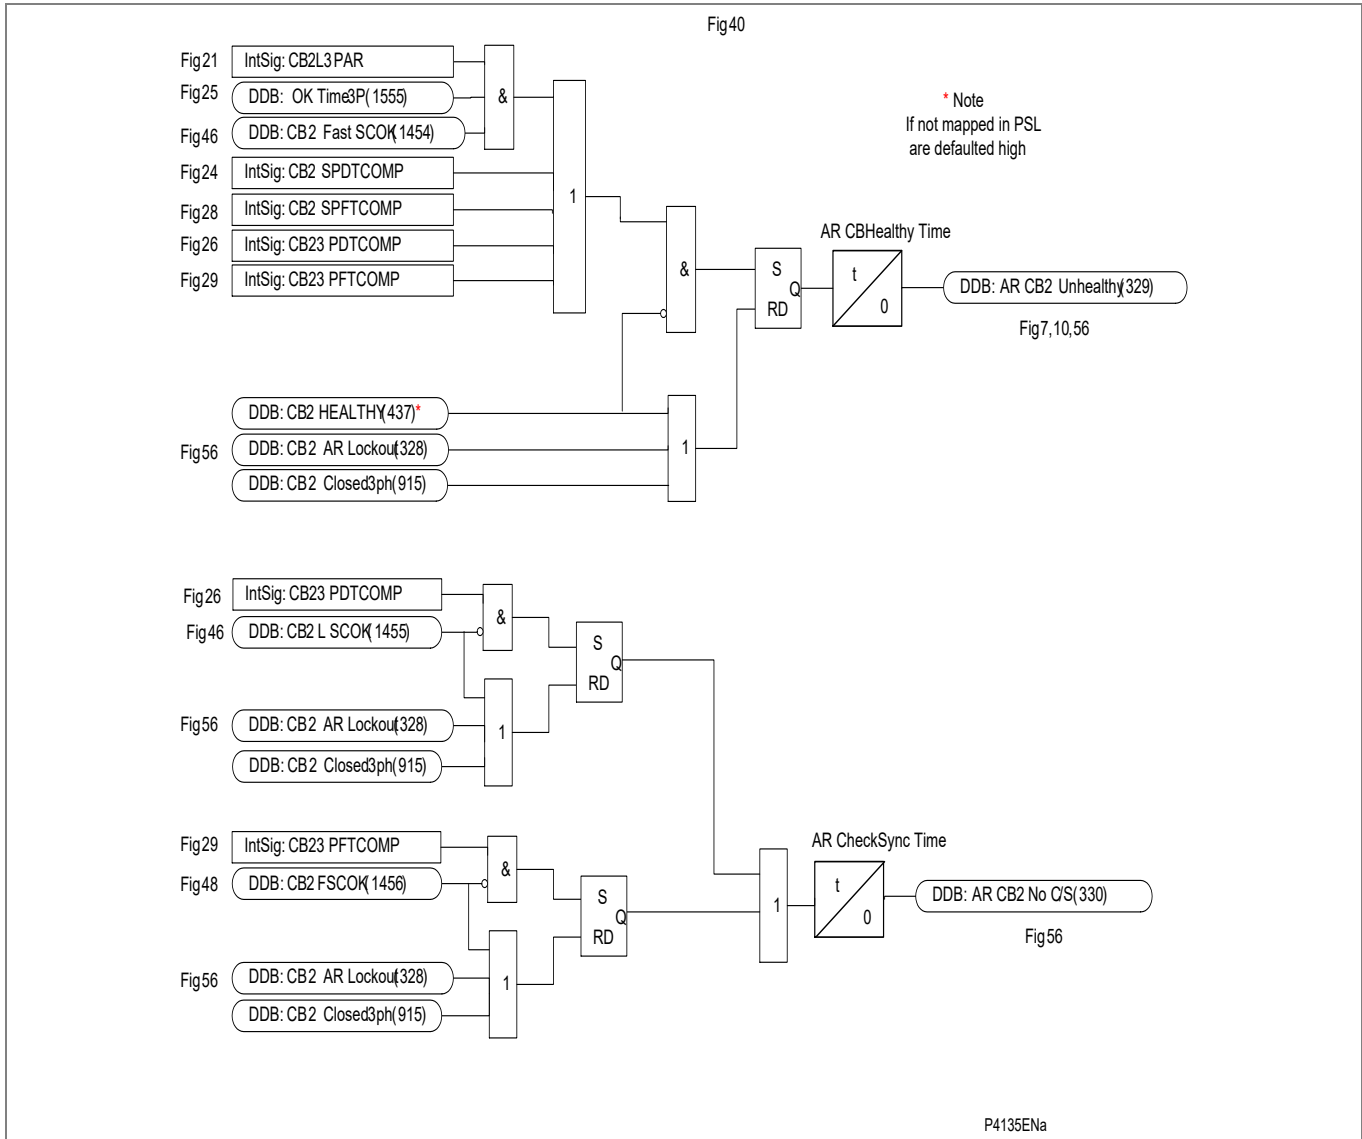 Fig40
Fig21 IntSig: CB2L3 PAR
Fig25 DDB: OK Time3P(1555)
Fig46 DDB: CB2 Fast SCOK(1454)
&
Fig24 IntSig: CB2 SPDTCOMP
Fig28 IntSig: CB2 SPFTCOMP
Fig26 IntSig: CB23 PDTCOMP
Fig29 IntSig: CB23 PFTCOMP
1
* Note
If not mapped in PSL
are defaulted high
&
S
Q
RD
AR CBHealthy Time
t
0
DDB: AR CB2 Unhealthy(329)
Fig7,10,56
DDB: CB2 HEALTHY(437)*
Fig56 DDB: CB2 AR Lockout(328)
DDB: CB2 Closed3ph(915)
1
Fig26 IntSig: CB23 PDTCOMP
Fig46 DDB: CB2 L SCOK(1455)
&
S
Q
RD
Fig56 DDB: CB2 AR Lockout(328)
DDB: CB2 Closed3ph(915)
1
Fig29 IntSig: CB23 PFTCOMP
Fig48 DDB: CB2 FSCOK(1456)
&
S
Q
RD
Fig56 DDB: CB2 AR Lockout(328)
DDB: CB2 Closed3ph(915)
1
1
AR CheckSync Time
t
0
DDB: AR CB2 No C/S(330)
Fig56
P4135ENa